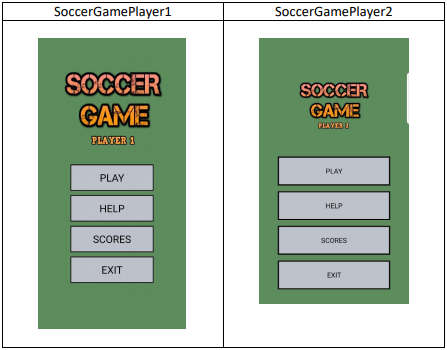 SoccerGamePlayer1
SOCCER
GAME
PLAYER 1
PLAY
HELP
SCORES
EXIT
SoccerGamePlayer2
SOCCER
GAME
PLAYER 2
PLAY
HELP
SCORES
EXIT